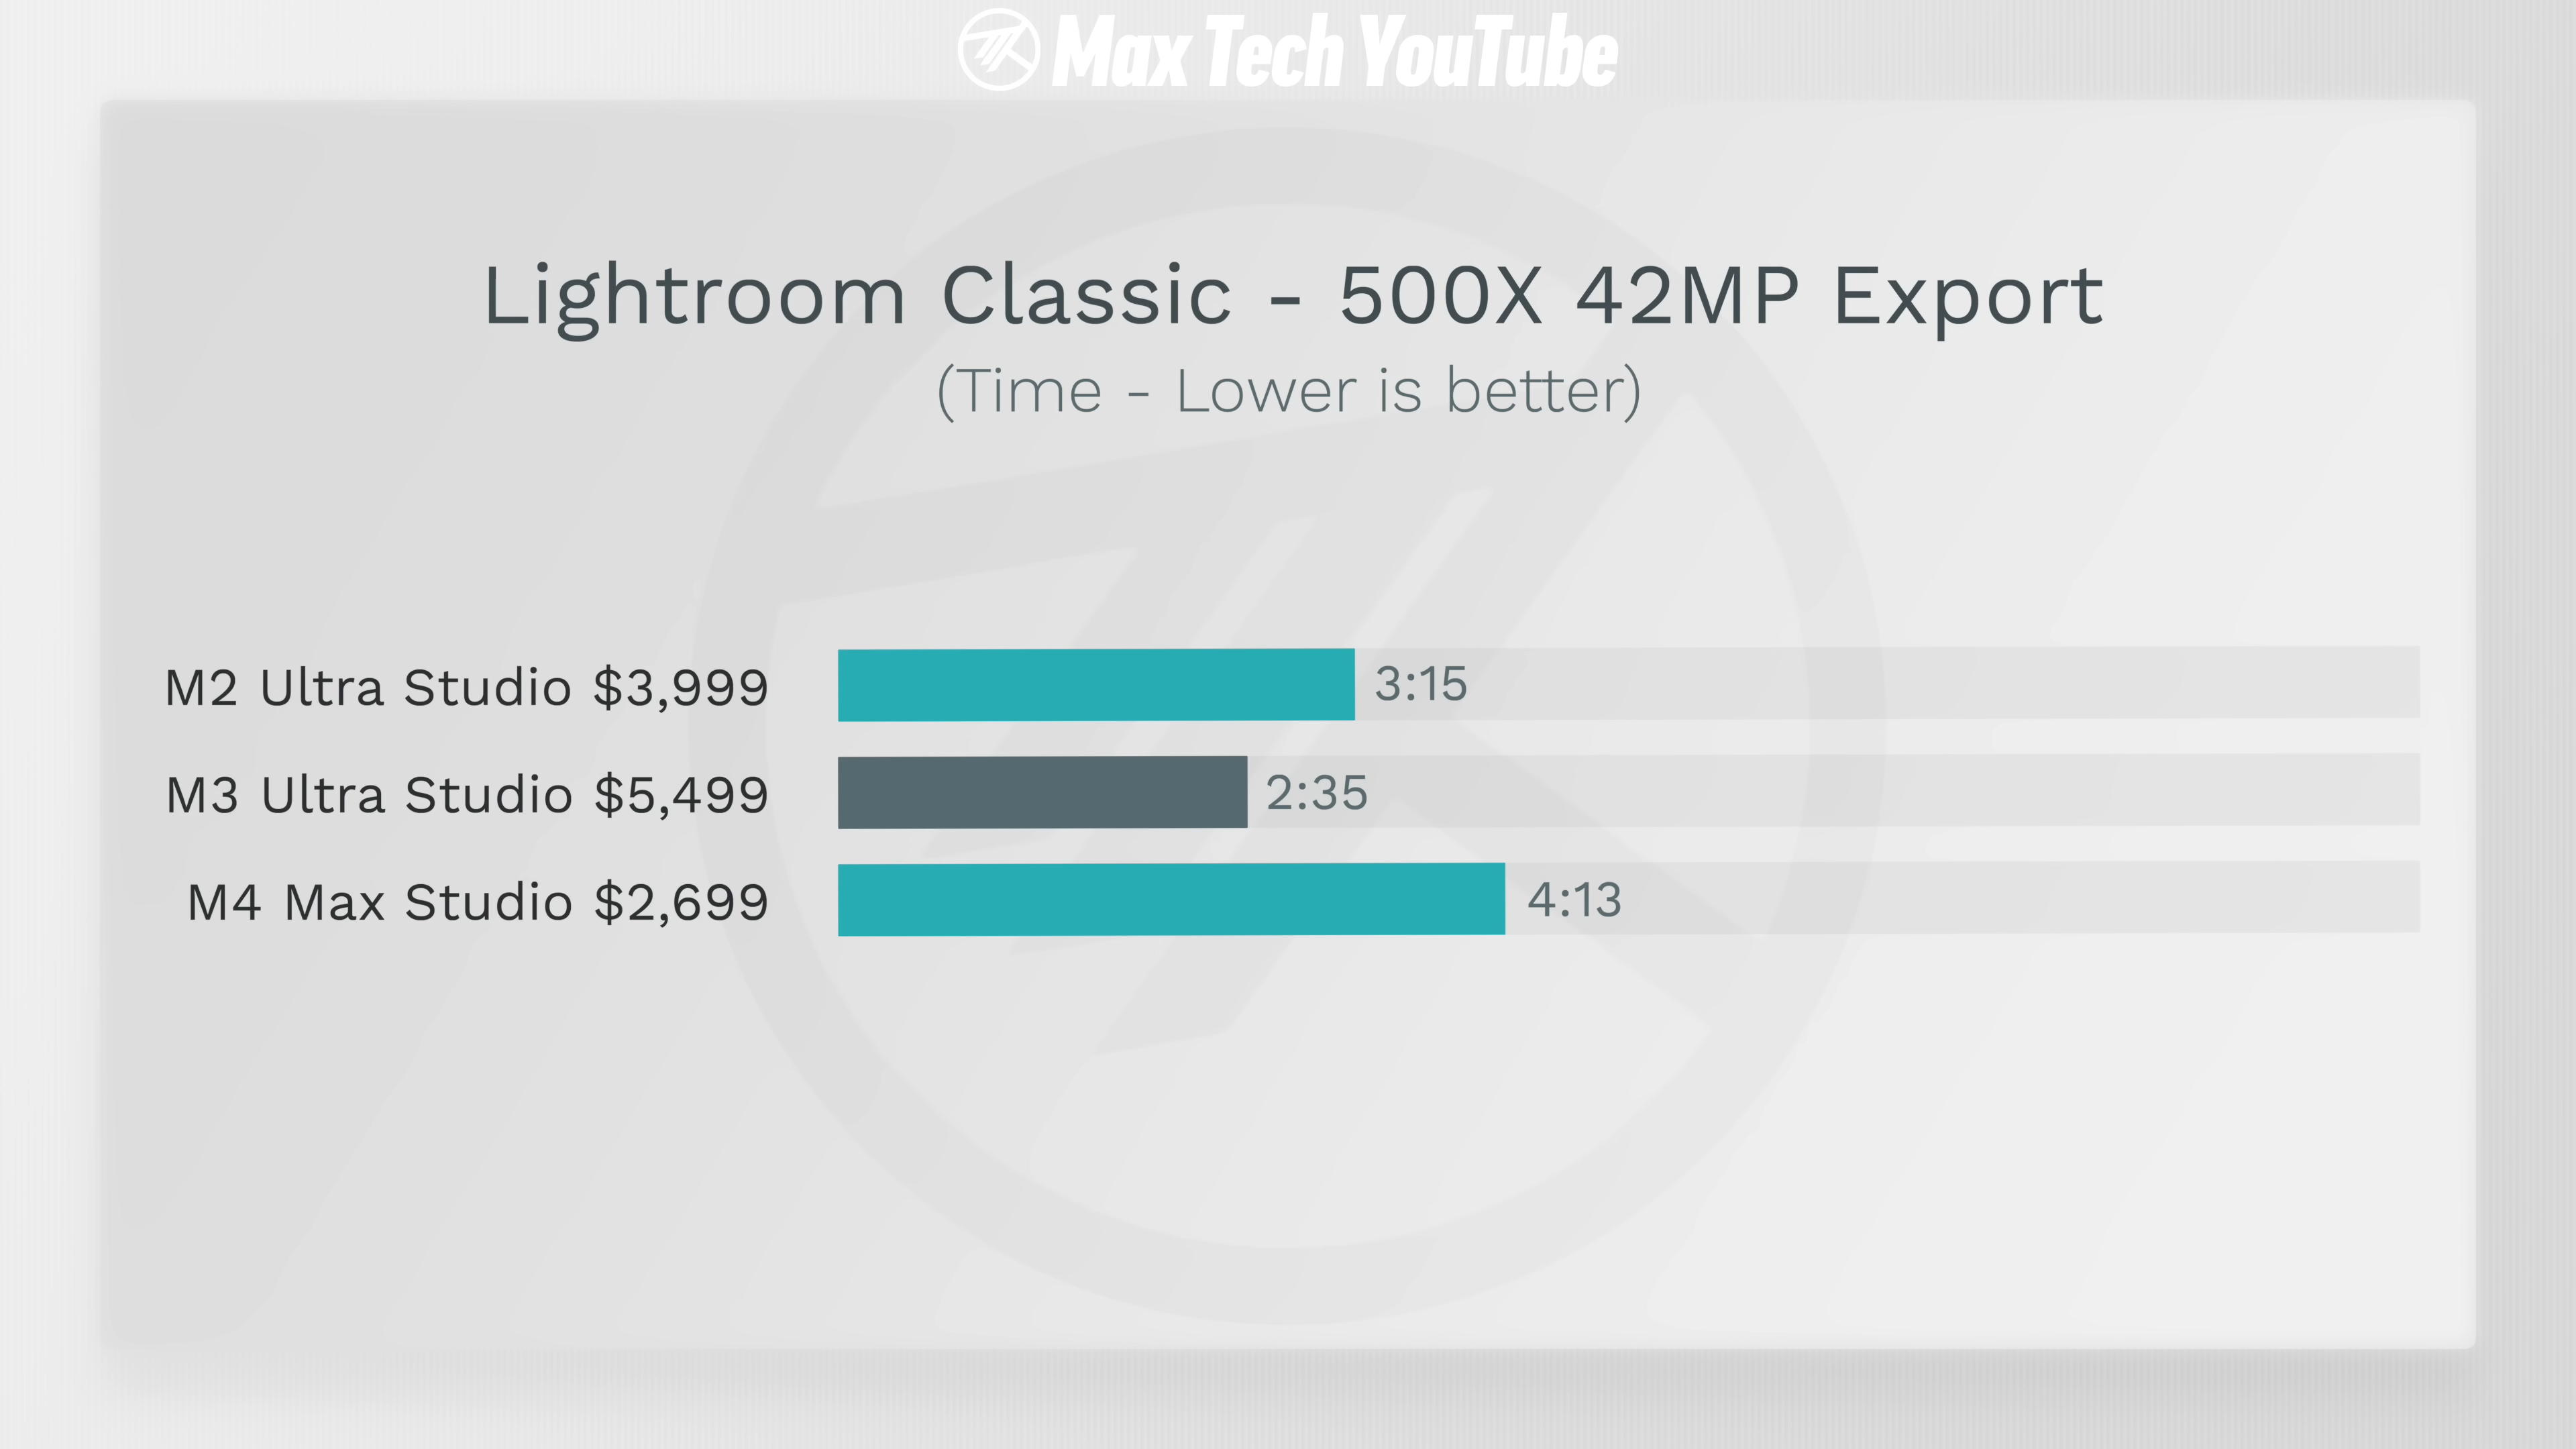 Max Tech YouTube
Lightroom Classic - 500X 42MP Export
(Time - Lower is better)
M2 Ultra Studio $3,999 3:15
M3 Ultra Studio $5,499 2:35
M4 Max Studio $2,699 4:13